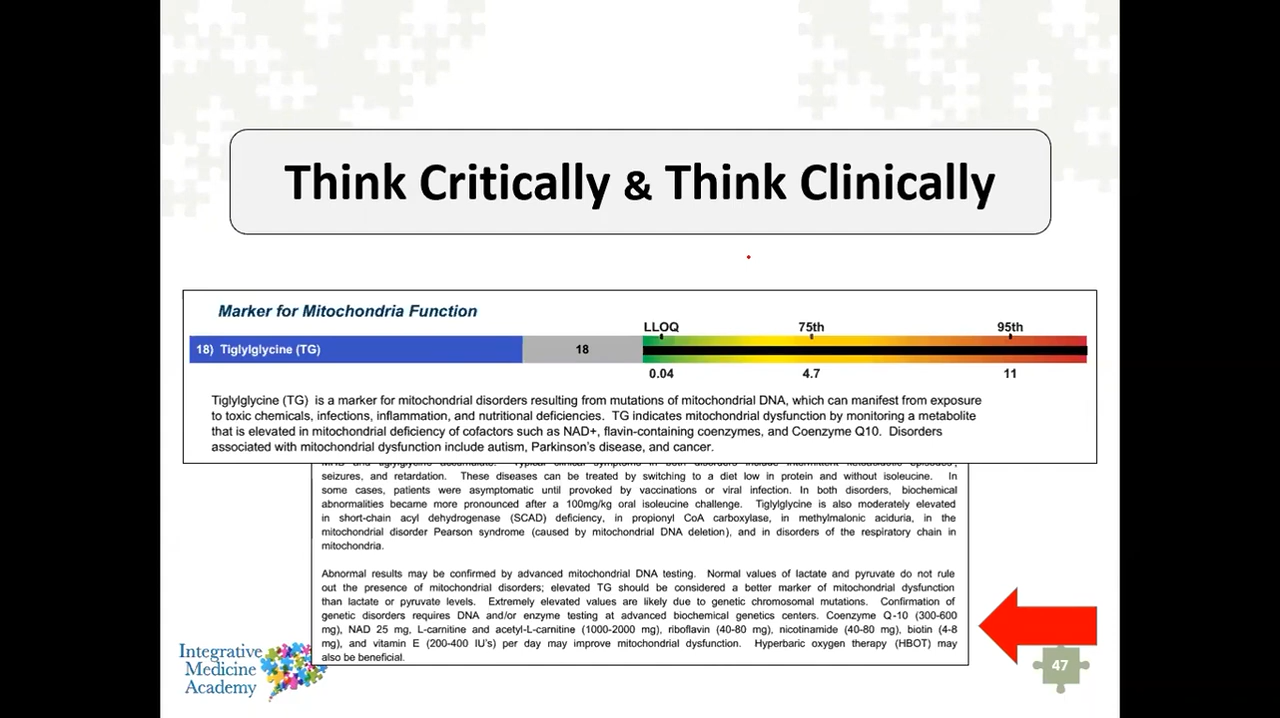 Think Critically & Think Clinically
Marker for Mitochondria Function
LLOQ 75th 95th
18) Tiglylglycine (TG) 18
0.04 4.7 11
Tiglylglycine (TG) is a marker for mitochondrial disorders resulting from mutations of mitochondrial DNA, which can manifest from exposure
to toxic chemicals, infections, inflammation, and nutritional deficiencies. TG indicates mitochondrial dysfunction by monitoring a metabolite
that is elevated in mitochondrial deficiency of cofactors such as NAD+, flavin-containing coenzymes, and Coenzyme Q10. Disorders
associated with mitochondrial dysfunction include autism, Parkinson's disease, and cancer.
and tiglylglycine accumulate. Typical clinical symptoms in both disorders include intermittent ketoacidotic episodes,
seizures, and retardation. These diseases can be treated by switching to a diet low in protein and without isoleucine. In
some cases, patients were asymptomatic until provoked by vaccinations or viral infection. In both disorders, biochemical
abnormalities became more pronounced after a 100mg/kg oral isoleucine challenge. Tiglylglycine is also moderately elevated
in short-chain acyl dehydrogenase (SCAD) deficiency, in propionyl CoA carboxylase, in methylmalonic aciduria, in the
mitochondrial disorder Pearson syndrome (caused by mitochondrial DNA deletion), and in disorders of the respiratory chain in
mitochondria.
Abnormal results may be confirmed by advanced mitochondrial DNA testing. Normal values of lactate and pyruvate do not rule
out the presence of mitochondrial disorders; elevated TG should be considered a better marker of mitochondrial dysfunction
than lactate or pyruvate levels. Extremely elevated values are likely due to genetic chromosomal mutations. Confirmation of
genetic disorders requires DNA and/or enzyme testing at advanced biochemical genetics centers. Coenzyme Q-10 (300-600
mg), NAD 25 mg, L-carnitine and acetyl-L-carnitine (1000-2000 mg), riboflavin (40-80 mg), nicotinamide (40-80 mg), biotin (4-8
mg), and vitamin E (200-400 IU's) per day may improve mitochondrial dysfunction. Hyperbaric oxygen therapy (HBOT) may
also be beneficial.
Integrative
Medicine
Academy
47